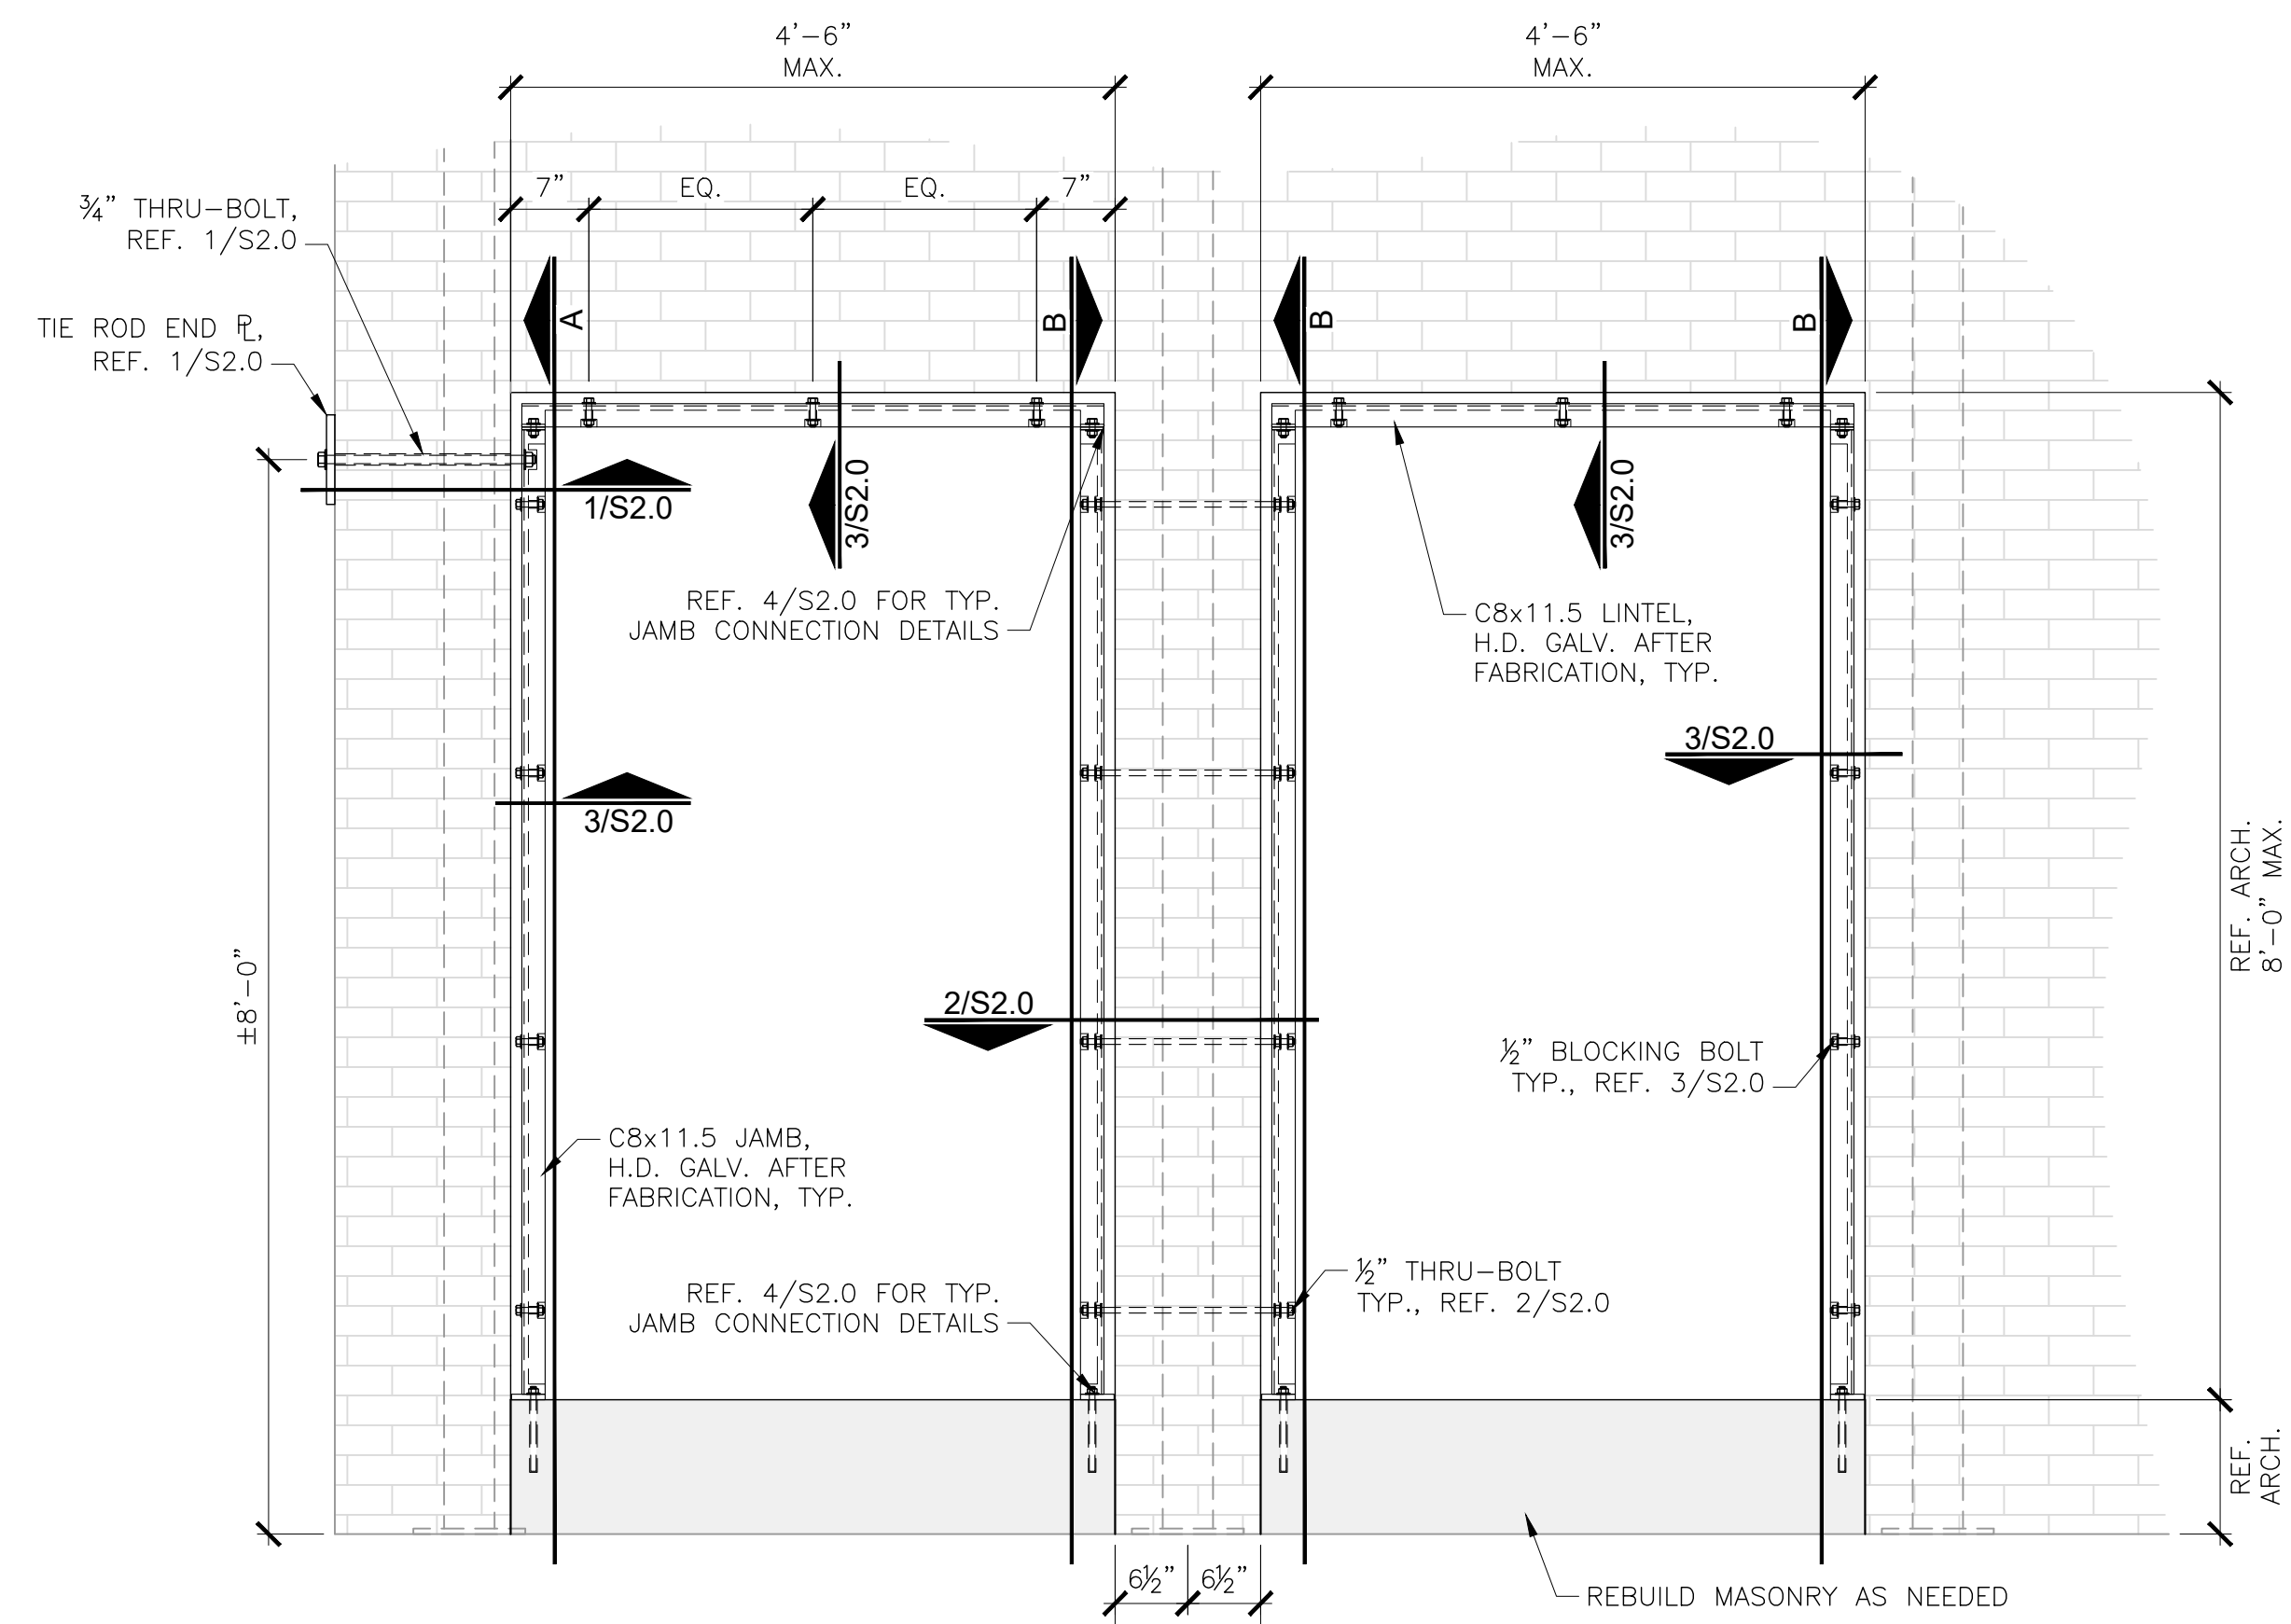 4'-6"
MAX.
4'-6"
MAX.
7"
EQ.
EQ.
7"
¾" THRU-BOLT,
REF. 1/S2.0
TIE ROD END ⅊,
REF. 1/S2.0
A
B
B
B
1/S2.0
3/S2.0
3/S2.0
REF. 4/S2.0 FOR TYP.
JAMB CONNECTION DETAILS
C8x11.5 LINTEL,
H.D. GALV. AFTER
FABRICATION, TYP.
3/S2.0
3/S2.0
REF. ARCH.
8'-0" MAX.
±8'-0"
2/S2.0
½" BLOCKING BOLT
TYP., REF. 3/S2.0
C8x11.5 JAMB,
H.D. GALV. AFTER
FABRICATION, TYP.
REF. 4/S2.0 FOR TYP.
JAMB CONNECTION DETAILS
½" THRU-BOLT
TYP., REF. 2/S2.0
REF.
ARCH.
6½"
6½"
REBUILD MASONRY AS NEEDED